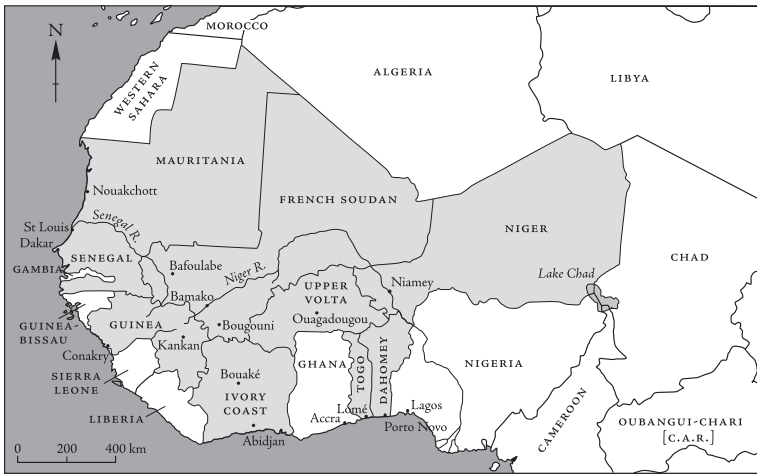 MOROCCO
N
ALGERIA
LIBYA
WESTERN
SAHARA
MAURITANIA
Nouakchott
FRENCH SOUDAN
NIGER
St Louis
Senegal R.
Dakar
SENEGAL
CHAD
GAMBIA
Bafoulabe
Niger R.
Lake Chad
Niamey
UPPER
VOLTA
Bamako
GUINEA-
BISSAU
GUINEA
Bougouni
Ouagadougou
Kankan
Conakry
GHANA
TOGO
DAHOMEY
NIGERIA
SIERRA
LEONE
Bouaké
IVORY
COAST
LIBERIA
Lomé
Lagos
Accra
Porto Novo
Abidjan
CAMEROON
OUBANGUI-CHARI
[C.A.R.]
0 200 400 km